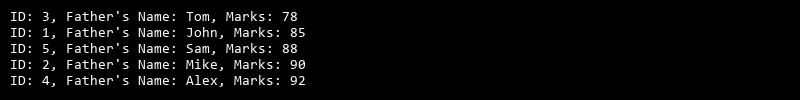 ID: 3, Father's Name: Tom, Marks: 78
ID: 1, Father's Name: John, Marks: 85
ID: 5, Father's Name: Sam, Marks: 88
ID: 2, Father's Name: Mike, Marks: 90
ID: 4, Father's Name: Alex, Marks: 92